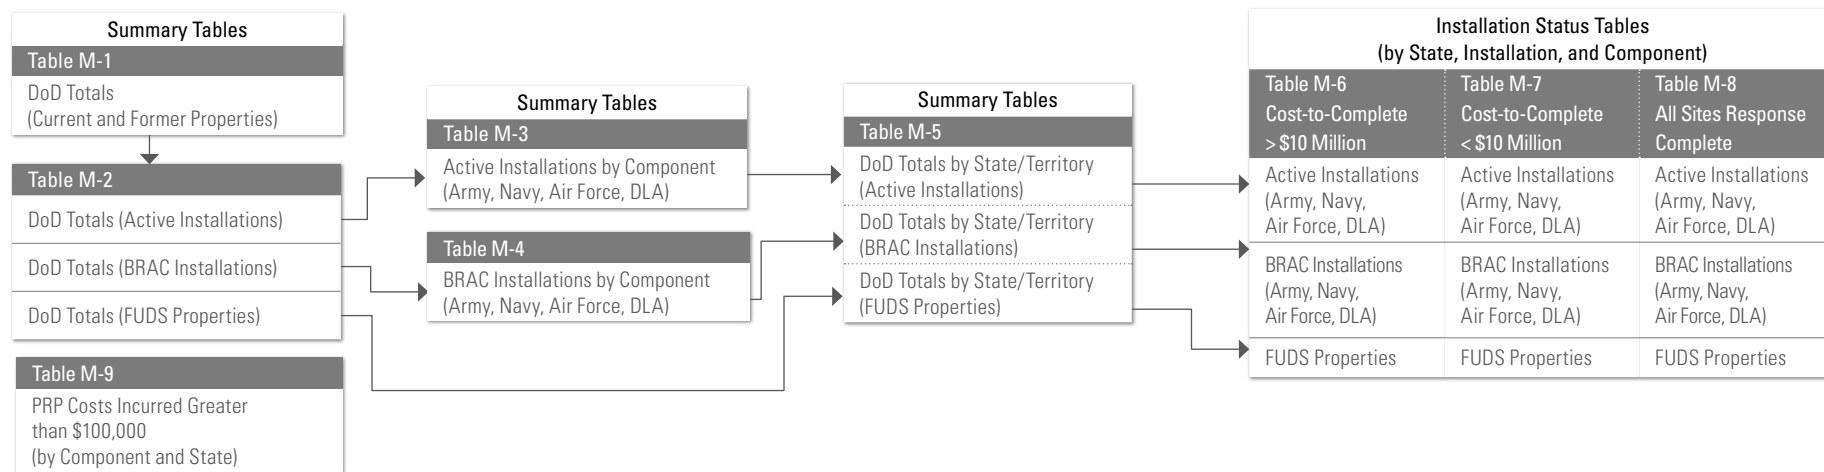 Summary Tables
Table M-1
DoD Totals
(Current and Former Properties)
Table M-2
DoD Totals (Active Installations)
DoD Totals (BRAC Installations)
DoD Totals (FUDS Properties)
Table M-9
PRP Costs Incurred Greater
than $100,000
(by Component and State)
Summary Tables
Table M-3
Active Installations by Component
(Army, Navy, Air Force, DLA)
Table M-4
BRAC Installations by Component
(Army, Navy, Air Force, DLA)
Summary Tables
Table M-5
DoD Totals by State/Territory
(Active Installations)
DoD Totals by State/Territory
(BRAC Installations)
DoD Totals by State/Territory
(FUDS Properties)
Installation Status Tables
(by State, Installation, and Component)
Table M-6
Cost-to-Complete
> $10 Million
Table M-7
Cost-to-Complete
< $10 Million
Table M-8
All Sites Response
Complete
Active Installations
(Army, Navy,
Air Force, DLA)
Active Installations
(Army, Navy,
Air Force, DLA)
Active Installations
(Army, Navy,
Air Force, DLA)
BRAC Installations
(Army, Navy,
Air Force, DLA)
BRAC Installations
(Army, Navy,
Air Force, DLA)
BRAC Installations
(Army, Navy,
Air Force, DLA)
FUDS Properties
FUDS Properties
FUDS Properties